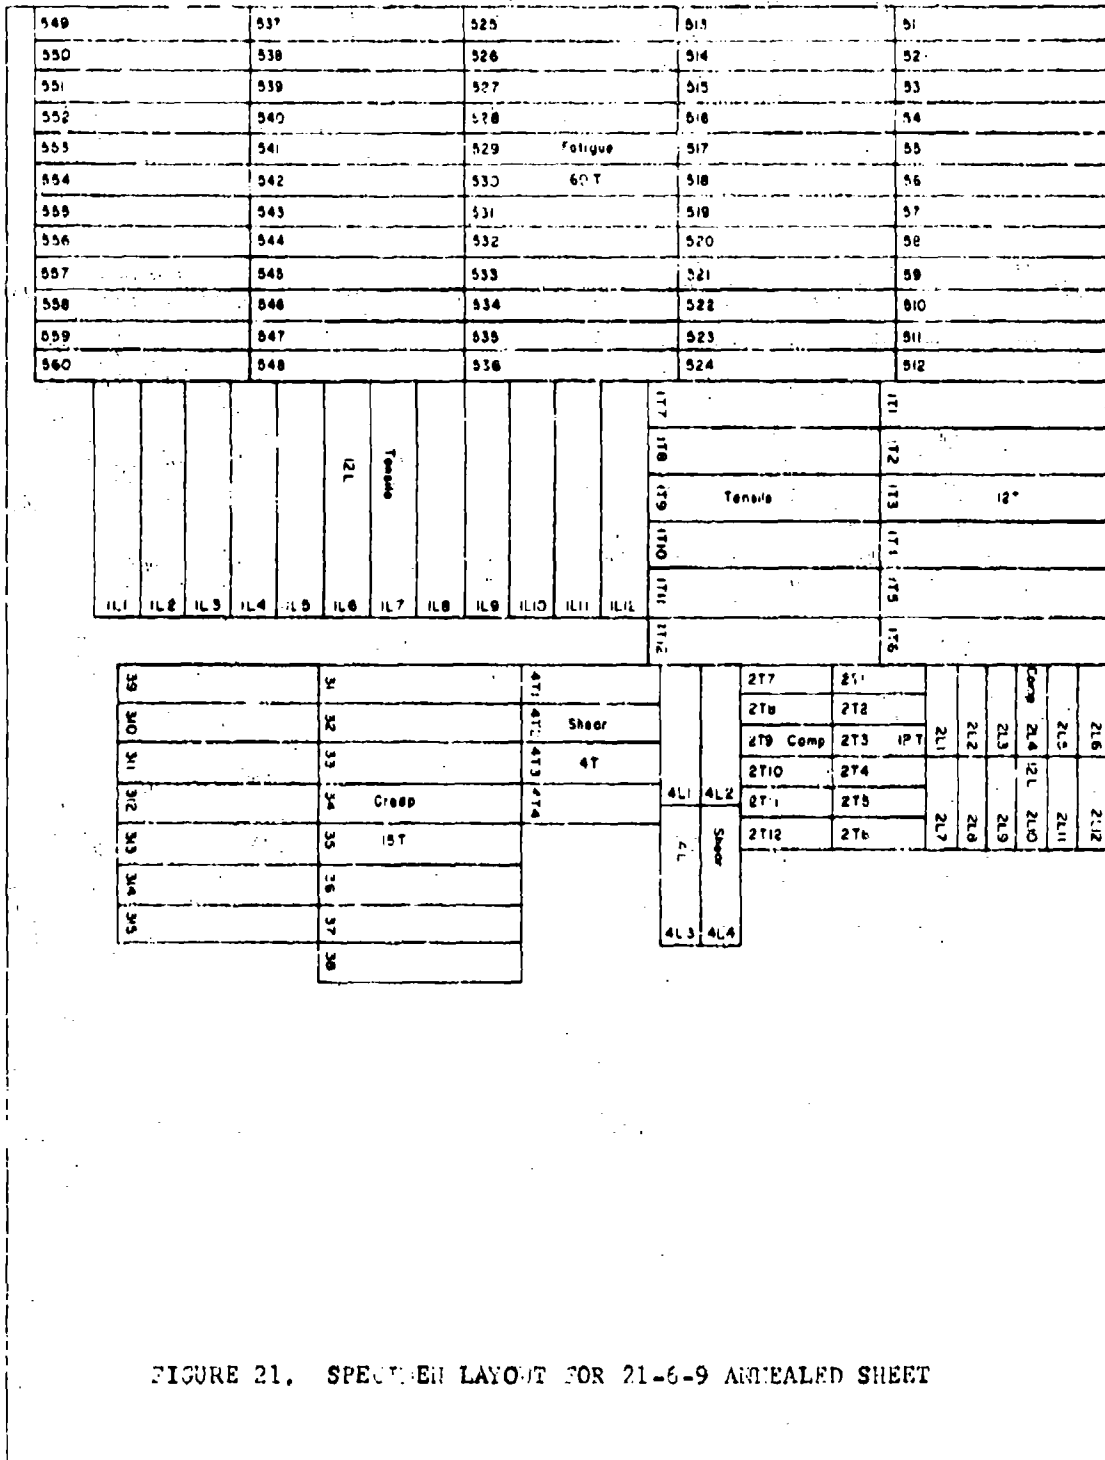 549 537 525 513 51
550 538 526 514 52
551 539 527 515 53
552 540 528 516 54
553 541 529 Fatigue 517 55
554 542 530 60 T 518 56
555 543 531 519 57
556 544 532 520 58
557 545 533 521 59
558 546 534 522 510
559 547 535 523 511
560 548 536 524 512
1T7 1T1
1T8 1T2
1T9 Tensile 1T3 12T
1T10 1T4
1T11 1T5
1T12 1T6
12L Tensile
1L1 1L2 1L3 1L4 1L5 1L6 1L7 1L8 1L9 1L10 1L11 1L12
39 31 4T1
310 32 4T2 Shear
311 33 4T3 4T
312 34 Creep 4T4
313 35 15T
314 36
315 37
38
4L1 4L2
4L Shear
4L3 4L4
2T7 2T1
2T8 2T2
2T9 Comp 2T3 12T
2T10 2T4
2T11 2T5
2T12 2T6
Comp
2L1 2L2 2L3 2L4 2L5 2L6
12L
2L7 2L8 2L9 2L10 2L11 2L12
FIGURE 21. SPECIMEN LAYOUT FOR 21-6-9 ANNEALED SHEET